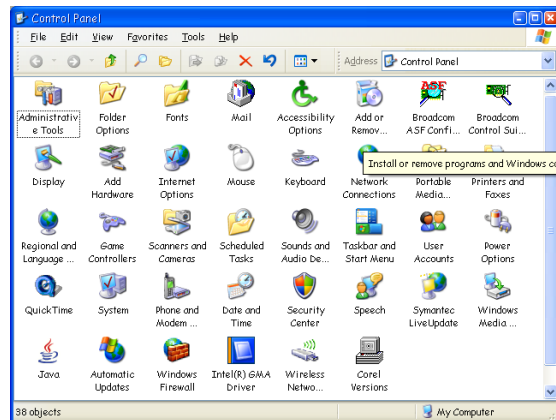 Control Panel
File Edit View Favorites Tools Help
Address Control Panel
Administrativ
e Tools
Folder
Options
Fonts
Mail
Accessibility
Options
Add or
Remov...
Broadcom
ASF Confi...
Broadcom
Control Sui...
Install or remove programs and Windows co
Display
Add
Hardware
Internet
Options
Mouse
Keyboard
Network
Connections
Portable
Media...
Printers and
Faxes
Regional and
Language ...
Game
Controllers
Scanners and
Cameras
Scheduled
Tasks
Sounds and
Audio De...
Taskbar and
Start Menu
User
Accounts
Power
Options
QuickTime
System
Phone and
Modem ...
Date and
Time
Security
Center
Speech
Symantec
LiveUpdate
Windows
Media ...
Java
Automatic
Updates
Windows
Firewall
Intel(R) GMA
Driver
Wireless
Netwo...
Corel
Versions
38 objects
My Computer